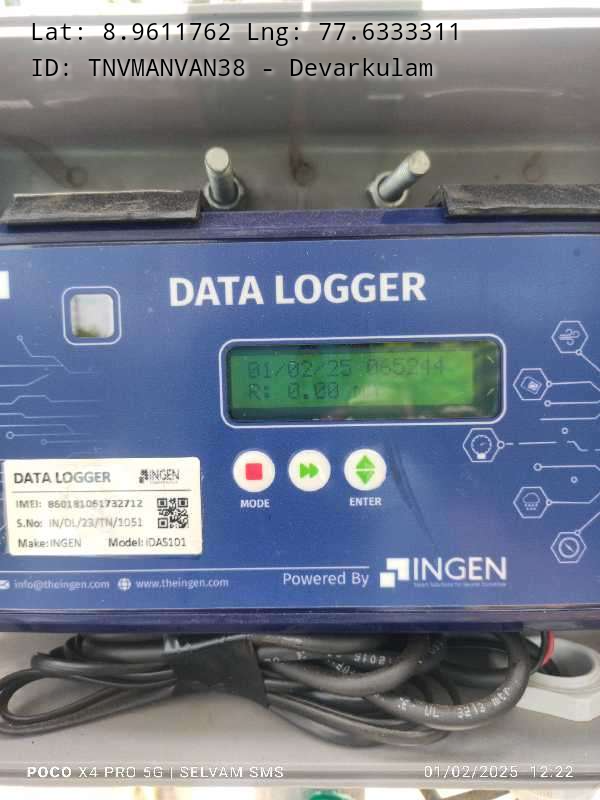 Lat: 8.9611762 Lng: 77.6333311
ID: TNVMANVAN38 - Devarkulam
DATA LOGGER
01/02/25 065244
R: 0.00
MODE
ENTER
DATA LOGGER INGEN
IMEI: 860181061732712
S.No: IN/DL/23/TN/1051
Make:INGEN Model:IDAS101
info@theingen.com www.theingen.com
Powered By INGEN
POCO X4 PRO 5G | SELVAM SMS
01/02/2025 12:22